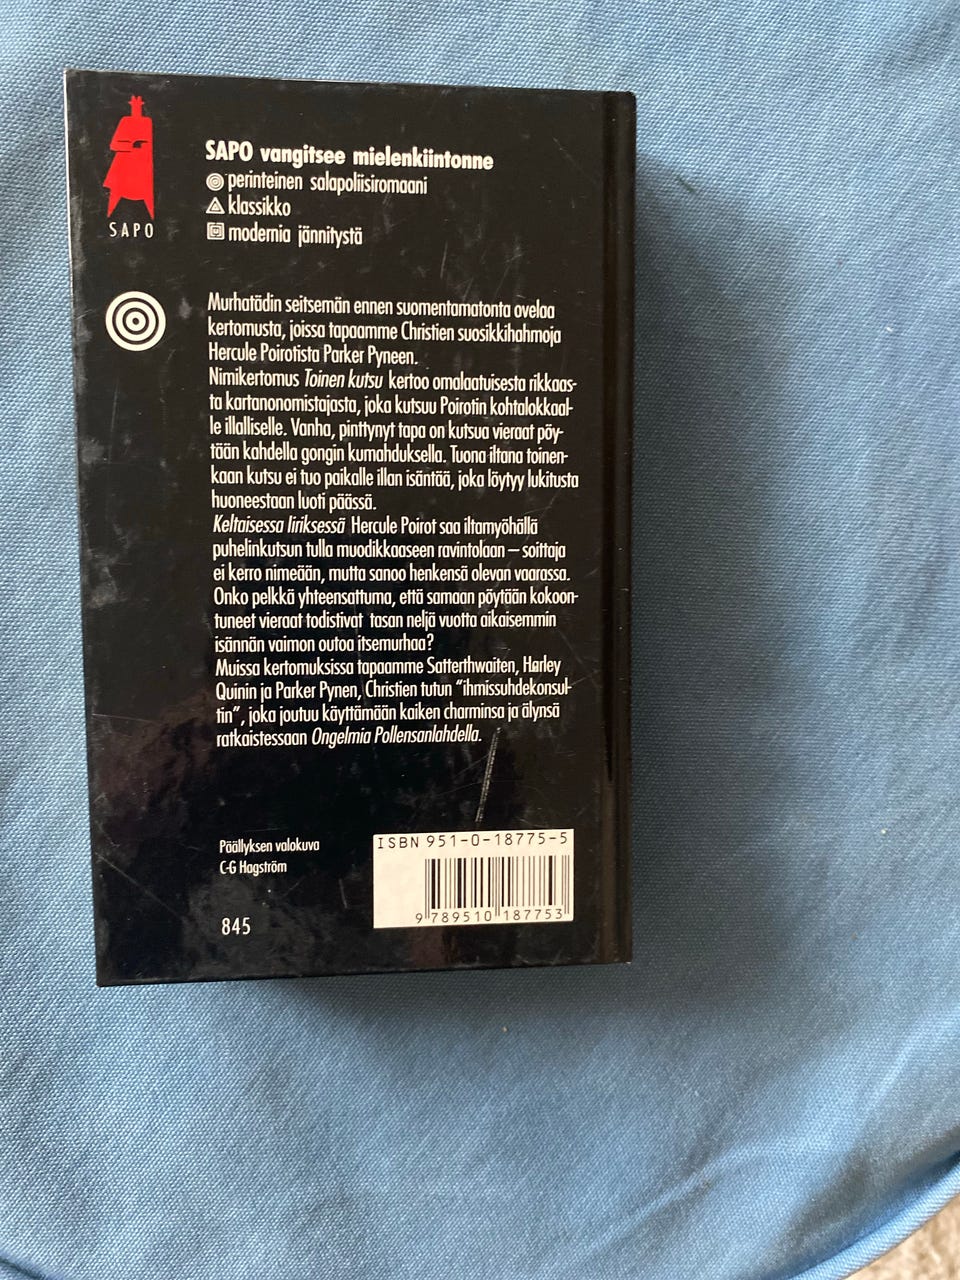 SAPO
SAPO vangitsee mielenkiintonne
perinteinen salapoliisiromaani
klassikko
modernia jännitystä
Murhatädin seitsemän ennen suomentamatonta ovelaa
kertomusta, joissa tapaamme Christien suosikkihahmoja
Hercule Poirotista Parker Pyneen.
Nimikertomus Toinen kutsu kertoo omalaatuisesta rikkaas-
ta kartanonomistajasta, joka kutsuu Poirotin kohtalokkaal-
le illalliselle. Vanha, pinttynyt tapa on kutsua vieraat pöy-
tään kahdella gongin kumahduksella. Tuona iltana toinen-
kaan kutsu ei tuo paikalle illan isäntää, joka löytyy lukitusta
huoneestaan luoti päässä.
Keltaisessa liriksessä Hercule Poirot saa iltamyöhällä
puhelinkutsun tulla muodikkaaseen ravintolaan – soittaja
ei kerro nimeään, mutta sanoo henkensä olevan vaarassa.
Onko pelkkä yhteensattuma, että samaan pöytään kokoon-
tuneet vieraat todistivat tasan neljä vuotta aikaisemmin
isännän vaimon outoa itsemurhaa?
Muissa kertomuksissa tapaamme Satterthwaiten, Harley
Quinin ja Parker Pynen, Christien tutun "ihmissuhdekonsul-
tin", joka joutuu käyttämään kaiken charminsa ja älynsä
ratkaistessaan Ongelmia Pollensanlahdella.
Päällyksen valokuva
C-G Hagström
845
ISBN 951-0-18775-5
9 789510 187753